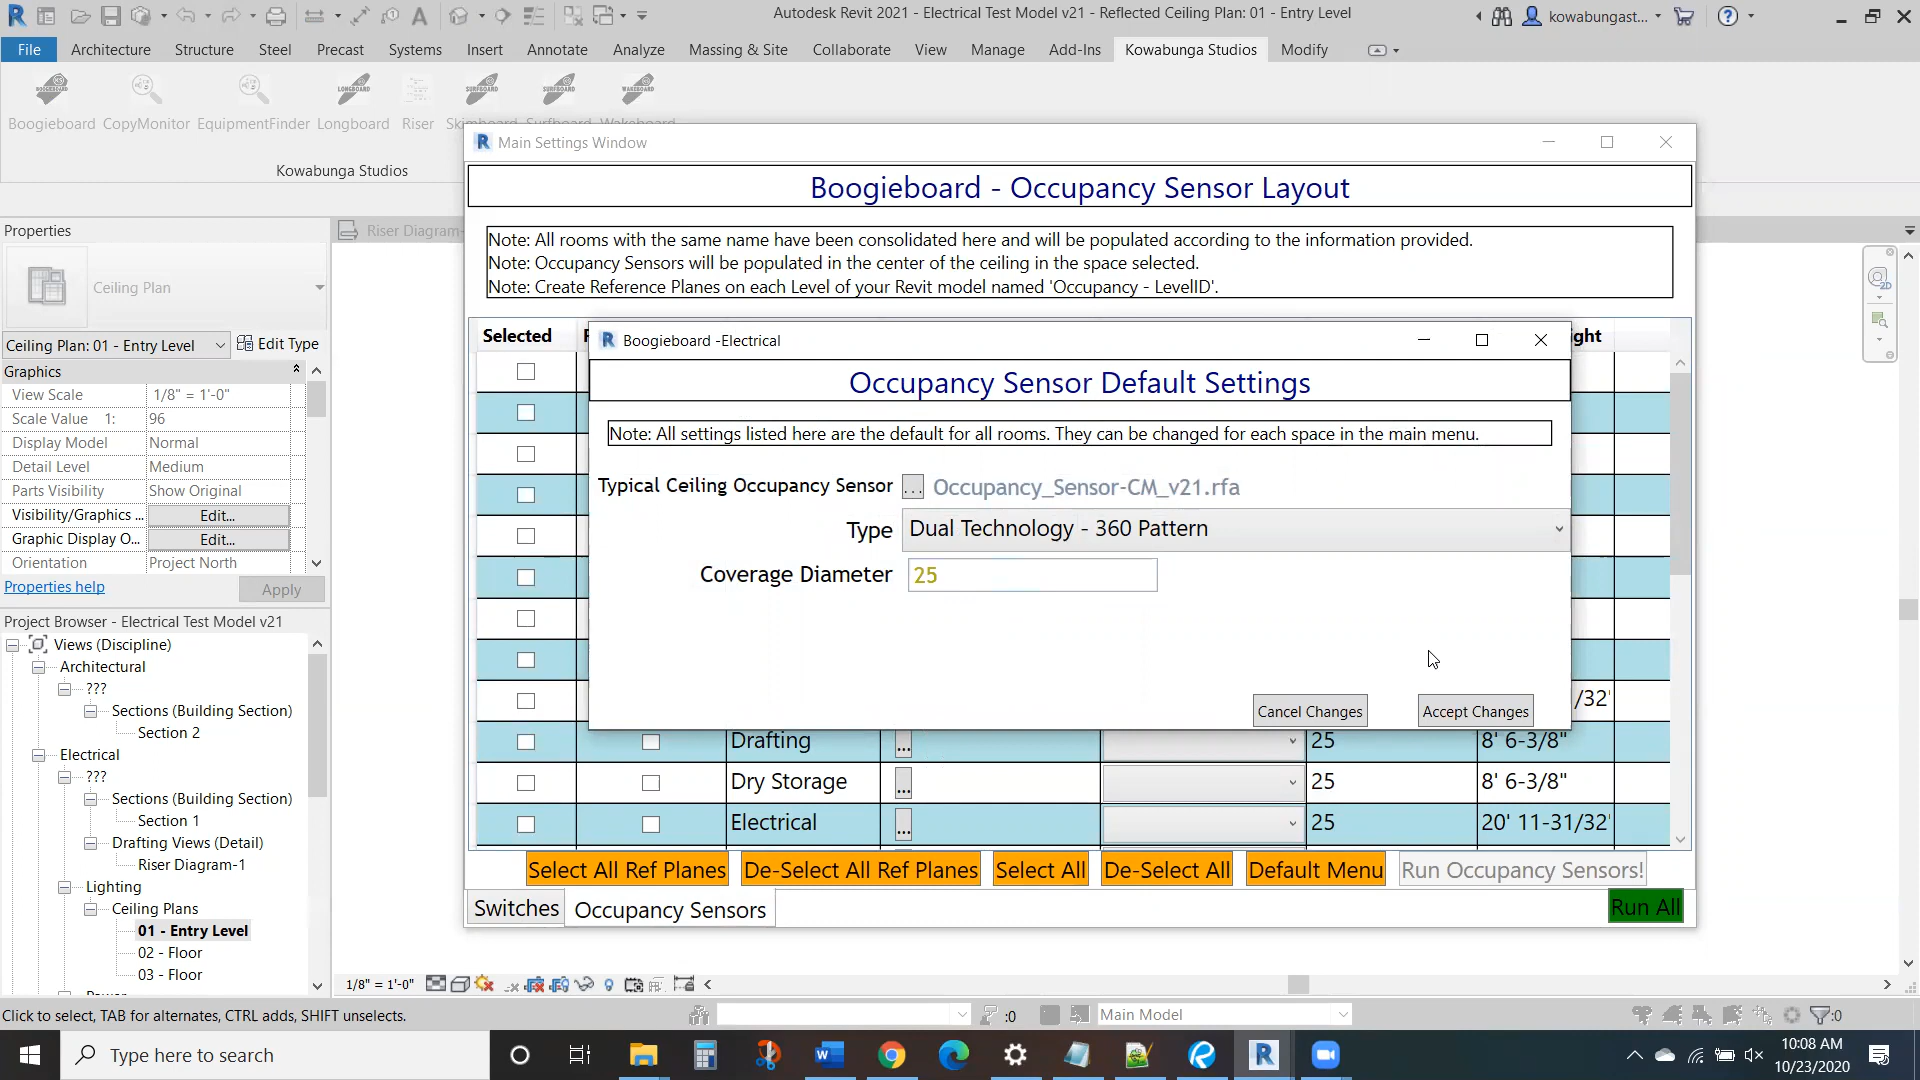 Autodesk Revit 2021 - Electrical Test Model v21 - Reflected Ceiling Plan: 01 - Entry Level
kowabungast...
File Architecture Structure Steel Precast Systems Insert Annotate Analyze Massing & Site Collaborate View Manage Add-Ins Kowabunga Studios Modify
BOOGIEBOARD LONGBOARD SURFBOARD SURFBOARD WAKEBOARD
Boogieboard CopyMonitor EquipmentFinder Longboard Riser
Kowabunga Studios
Main Settings Window
Boogieboard - Occupancy Sensor Layout
Note: All rooms with the same name have been consolidated here and will be populated according to the information provided.
Note: Occupancy Sensors will be populated in the center of the ceiling in the space selected.
Note: Create Reference Planes on each Level of your Revit model named 'Occupancy - LevelID'.
Selected
ight
/32'
Boogieboard -Electrical
Occupancy Sensor Default Settings
Note: All settings listed here are the default for all rooms. They can be changed for each space in the main menu.
Typical Ceiling Occupancy Sensor ... Occupancy_Sensor-CM_v21.rfa
Type Dual Technology - 360 Pattern
Coverage Diameter 25
Cancel Changes Accept Changes
Drafting ... 25 8' 6-3/8"
Dry Storage ... 25 8' 6-3/8"
Electrical ... 25 20' 11-31/32'
Select All Ref Planes De-Select All Ref Planes Select All De-Select All Default Menu Run Occupancy Sensors!
Switches Occupancy Sensors Run All
Properties
Riser Diagram-
Ceiling Plan
Ceiling Plan: 01 - Entry Level Edit Type
Graphics
View Scale 1/8" = 1'-0"
Scale Value 1: 96
Display Model Normal
Detail Level Medium
Parts Visibility Show Original
Visibility/Graphics ... Edit...
Graphic Display O... Edit...
Orientation Project North
Properties help Apply
Project Browser - Electrical Test Model v21
Views (Discipline)
Architectural
???
Sections (Building Section)
Section 2
Electrical
???
Sections (Building Section)
Section 1
Drafting Views (Detail)
Riser Diagram-1
Lighting
Ceiling Plans
01 - Entry Level
02 - Floor
03 - Floor
2D
1/8" = 1'-0"
Click to select, TAB for alternates, CTRL adds, SHIFT unselects.
:0 Main Model :0
Type here to search
10:08 AM
10/23/2020